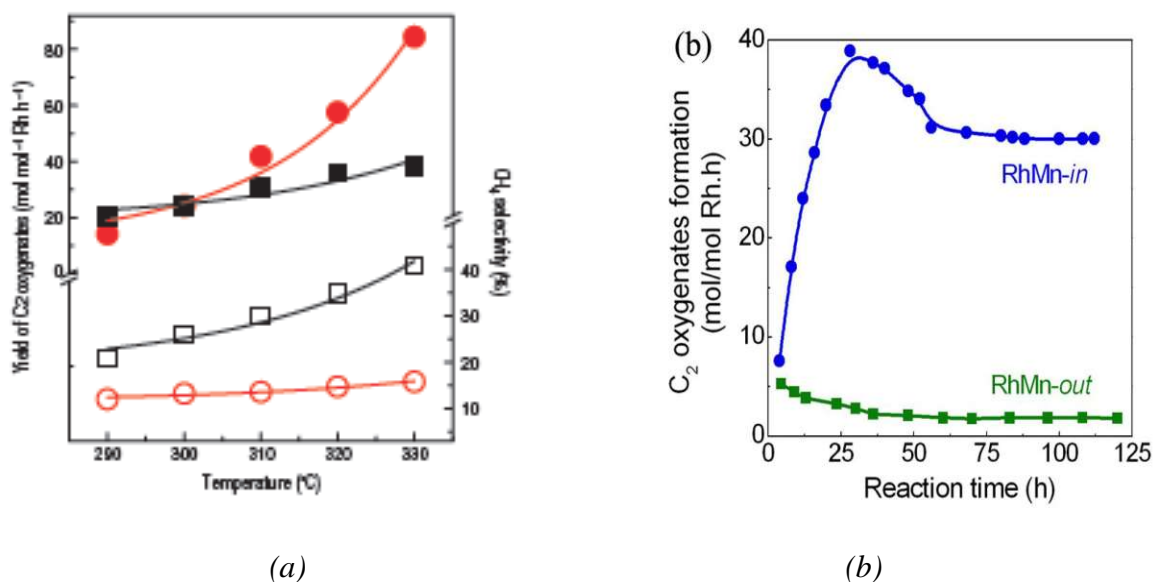 Yield of C2 oxygenates (mol mol⁻¹ Rh h⁻¹)
80
60
40
20
0
CH₄ selectivity (%)
40
30
20
10
290 300 310 320 330
Temperature (°C)
(a)
(b)
C₂ oxygenates formation
(mol/mol Rh.h)
40
30
20
10
0
RhMn-in
RhMn-out
0 25 50 75 100 125
Reaction time (h)
(b)